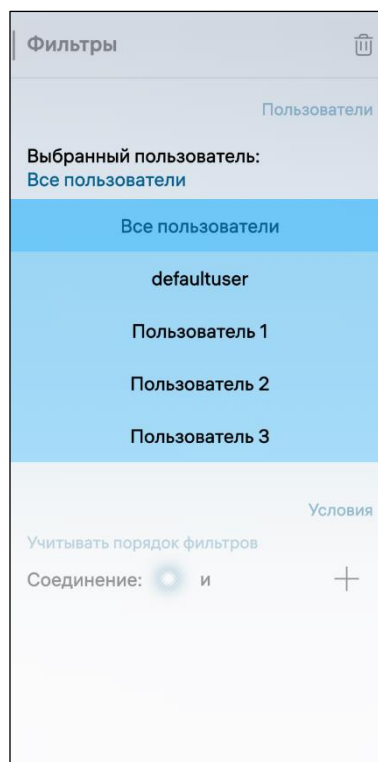 Фильтры
Пользователи
Выбранный пользователь:
Все пользователи
Все пользователи
defaultuser
Пользователь 1
Пользователь 2
Пользователь 3
Условия
Учитывать порядок фильтров
Соединение: и